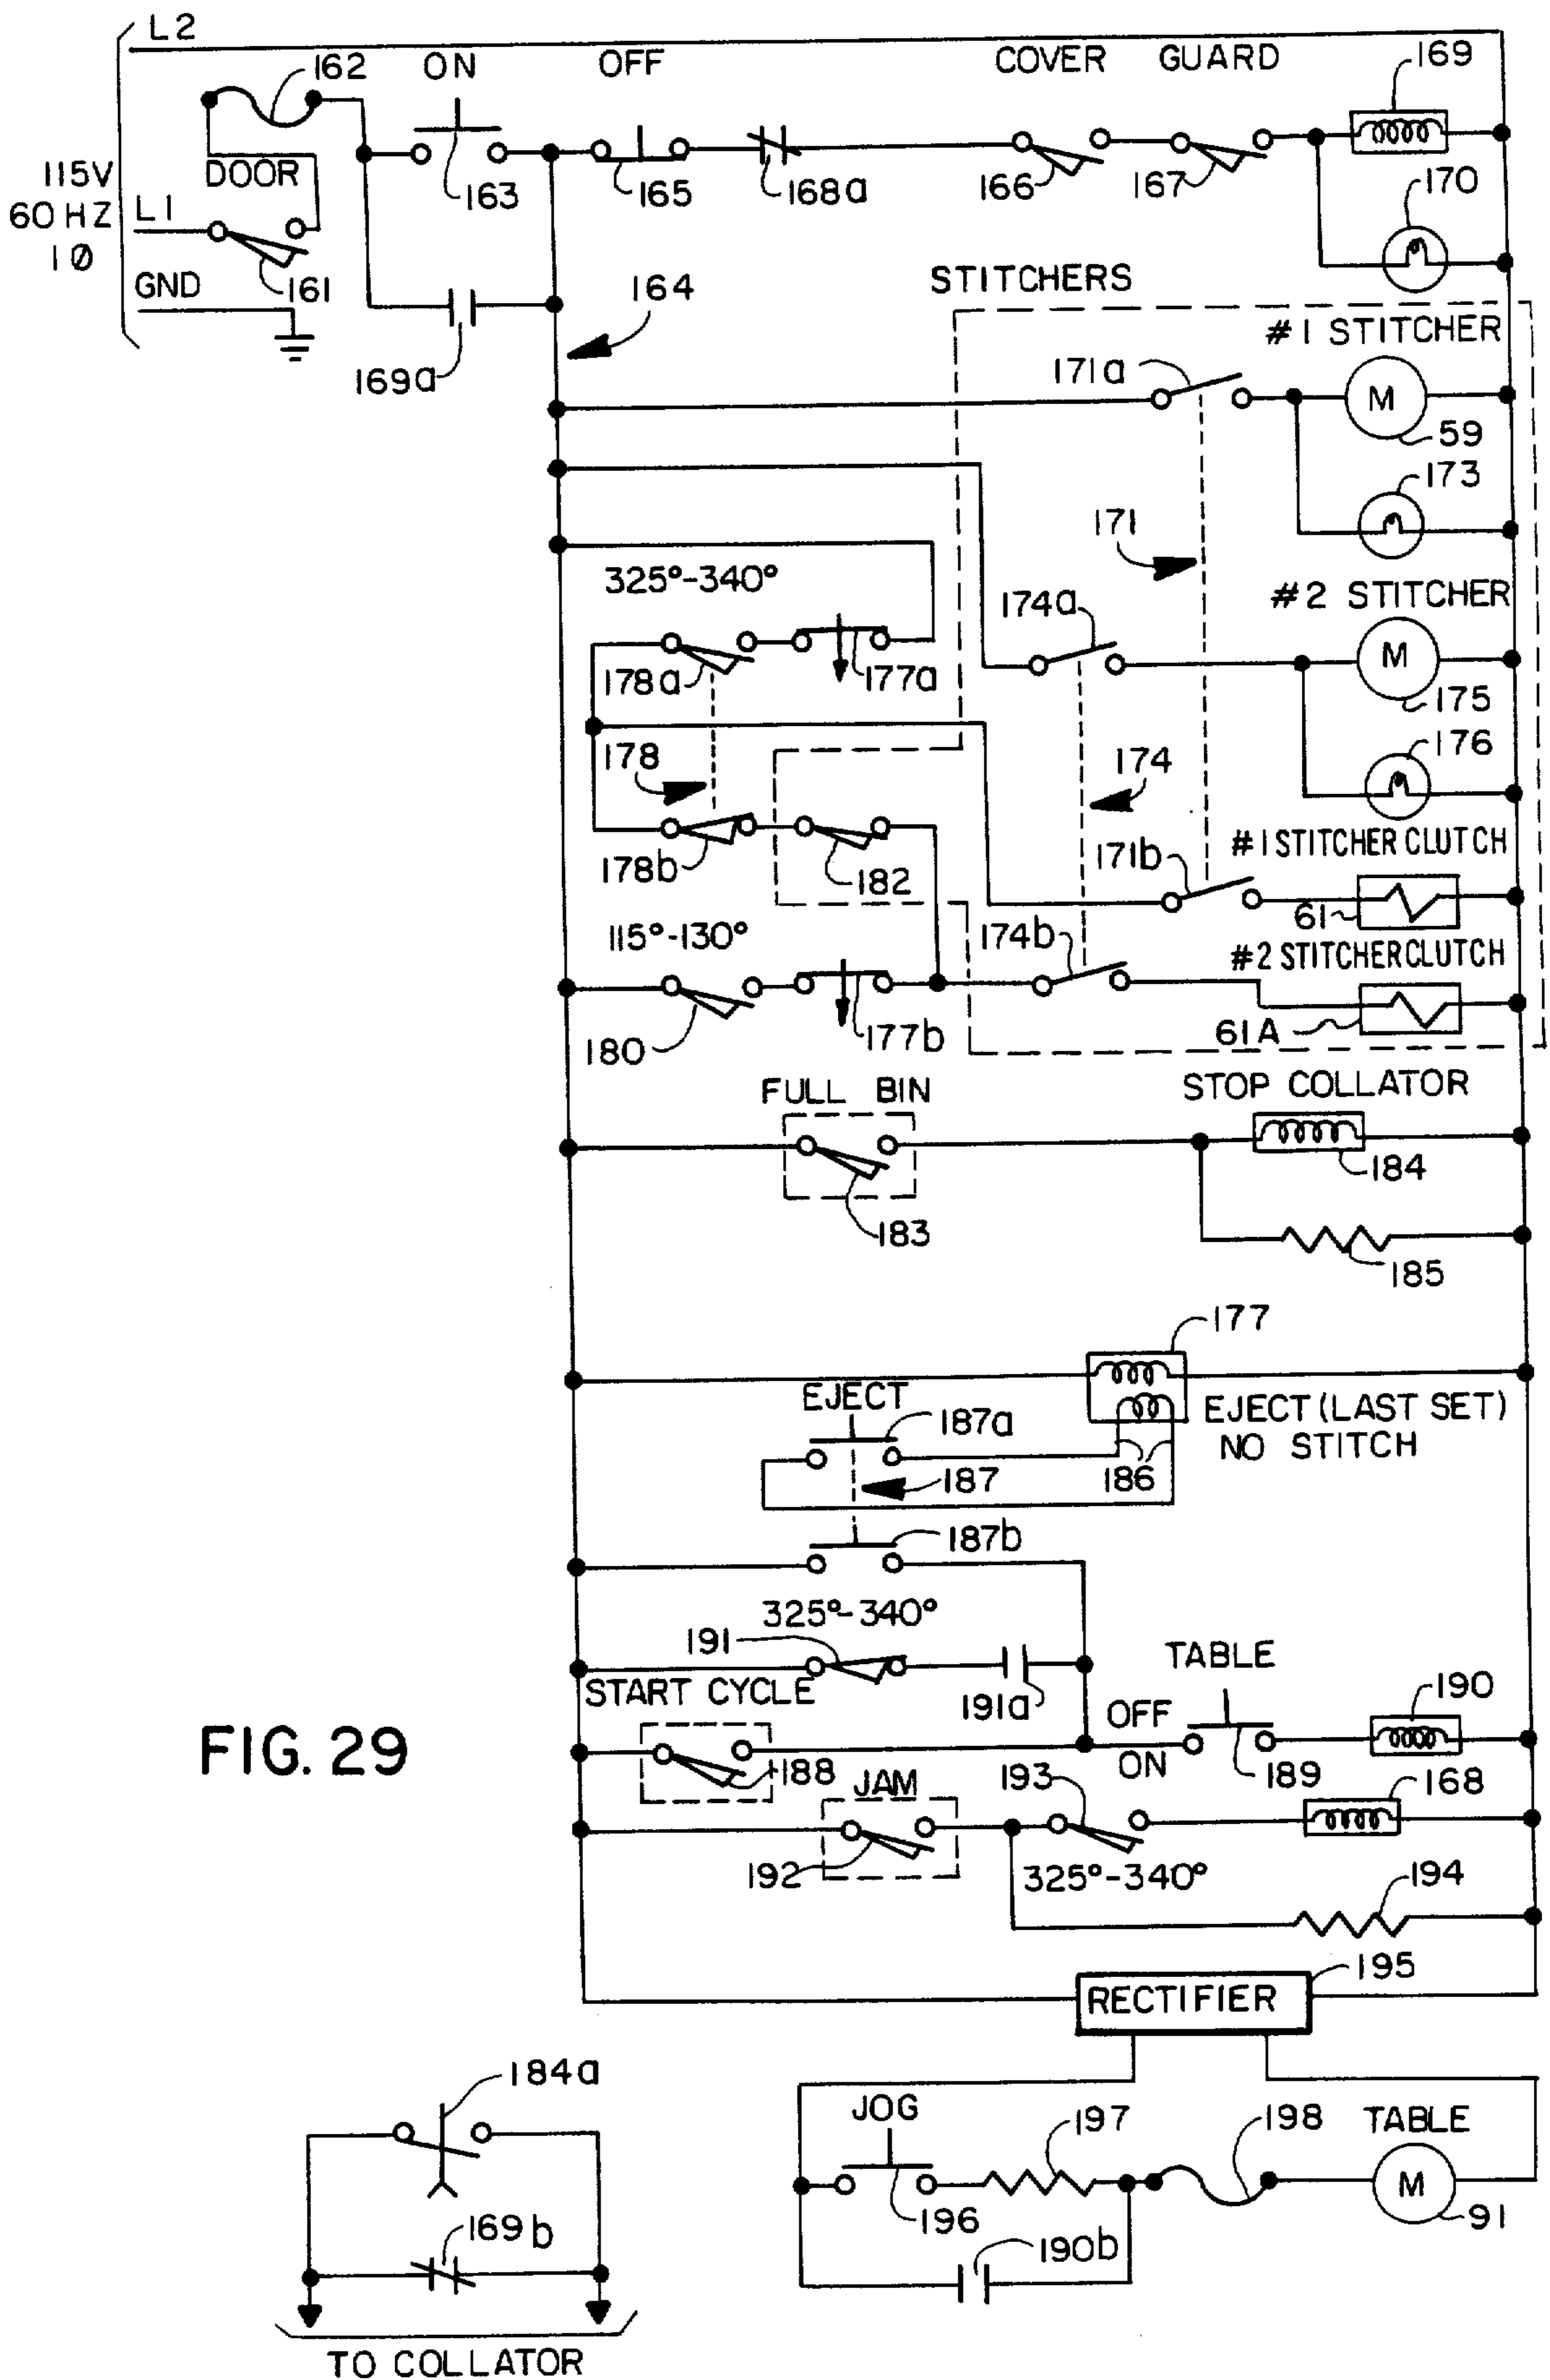 L2
162
ON
OFF
COVER
GUARD
169
DOOR
115V
60HZ
1Ø
L1
163
165
168a
166
167
170
GND
161
164
STITCHERS
169a
#1 STITCHER
171a
M
59
173
171
325°-340°
#2 STITCHER
174a
M
178a
177a
175
176
178
174
#1 STITCHER CLUTCH
171b
178b
182
61
115°-130°
174b
#2 STITCHER CLUTCH
180
177b
61A
FULL BIN
STOP COLLATOR
184
183
185
177
EJECT
187a
EJECT (LAST SET)
NO STITCH
187
186
187b
325°-340°
191
TABLE
START CYCLE
191a
OFF
190
FIG. 29
188
ON
189
JAM
193
168
192
325°-340°
194
195
RECTIFIER
184a
JOG
197
198
TABLE
M
196
91
169b
190b
TO COLLATOR